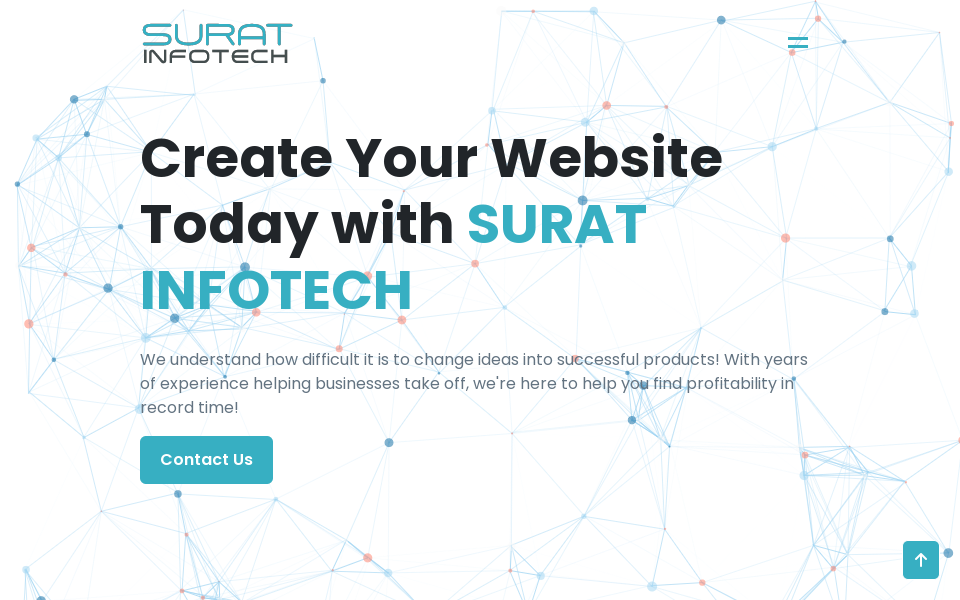 SURAT
INFOTECH
Create Your Website
Today with SURAT
INFOTECH
We understand how difficult it is to change ideas into successful products! With years
of experience helping businesses take off, we're here to help you find profitability in
record time!
Contact Us